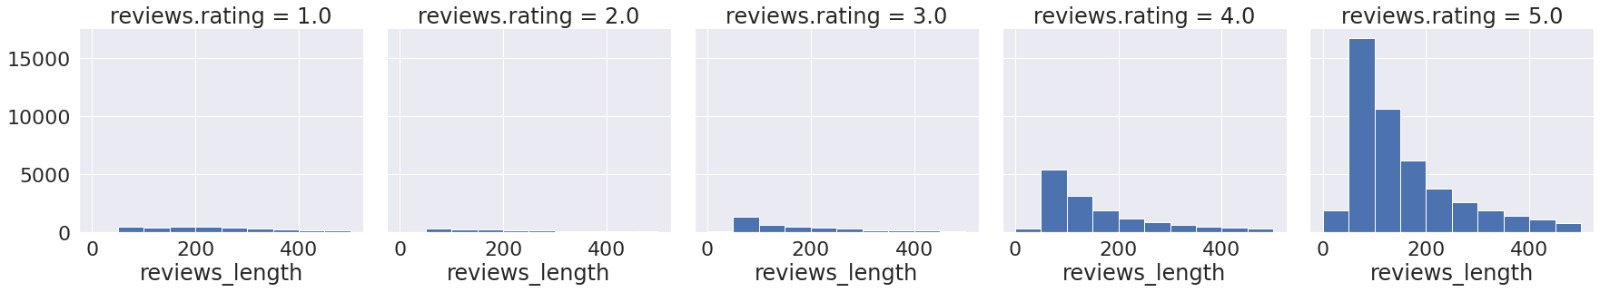 reviews.rating = 1.0
reviews.rating = 2.0
reviews.rating = 3.0
reviews.rating = 4.0
reviews.rating = 5.0
15000
10000
5000
0
0 200 400
0 200 400
0 200 400
0 200 400
0 200 400
reviews_length
reviews_length
reviews_length
reviews_length
reviews_length